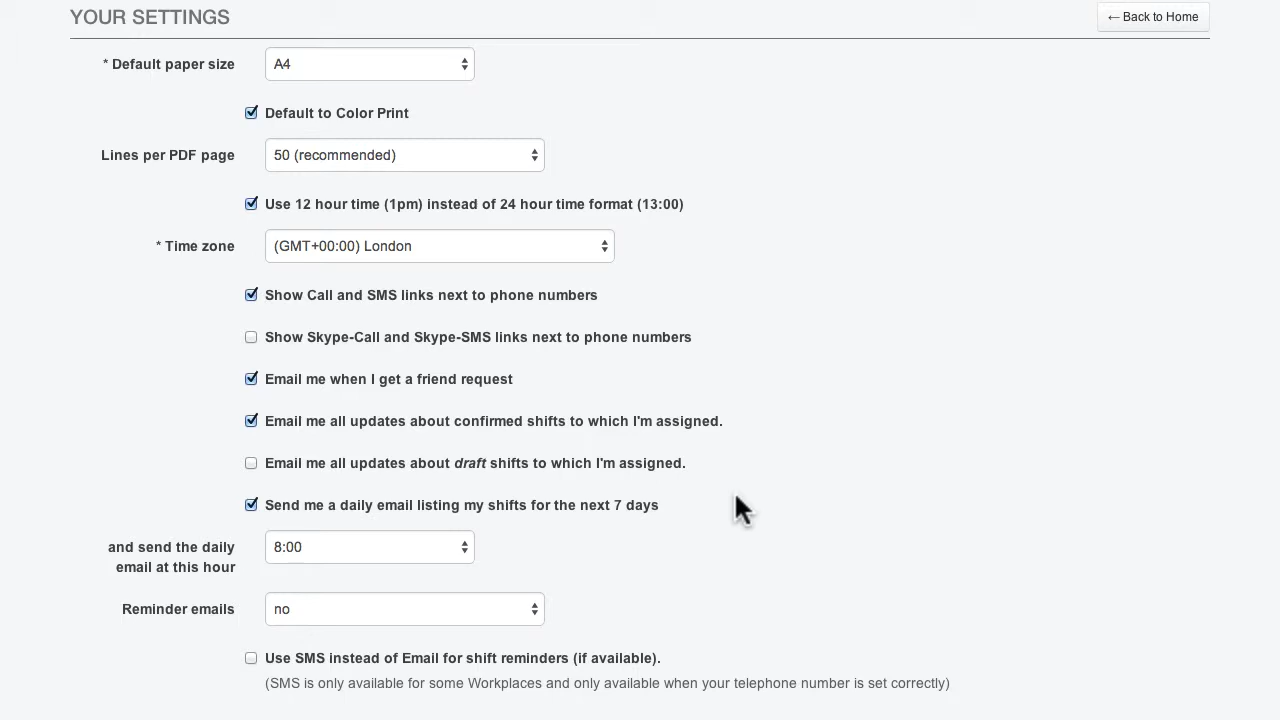 YOUR SETTINGS
← Back to Home
* Default paper size
A4
Default to Color Print
Lines per PDF page
50 (recommended)
Use 12 hour time (1pm) instead of 24 hour time format (13:00)
* Time zone
(GMT+00:00) London
Show Call and SMS links next to phone numbers
Show Skype-Call and Skype-SMS links next to phone numbers
Email me when I get a friend request
Email me all updates about confirmed shifts to which I'm assigned.
Email me all updates about draft shifts to which I'm assigned.
Send me a daily email listing my shifts for the next 7 days
and send the daily
email at this hour
8:00
Reminder emails
no
Use SMS instead of Email for shift reminders (if available).
(SMS is only available for some Workplaces and only available when your telephone number is set correctly)